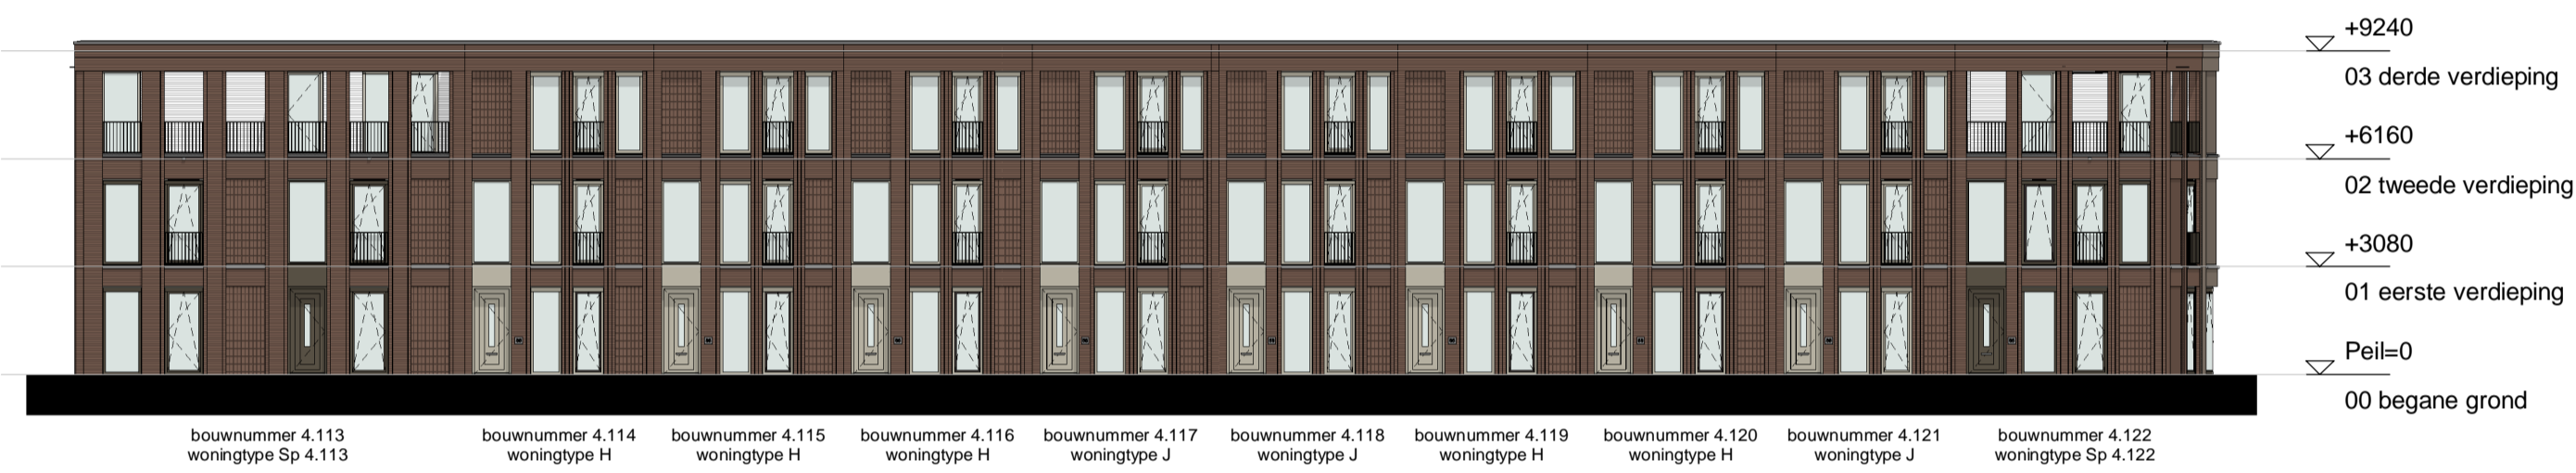 +9240
03 derde verdieping
+6160
02 tweede verdieping
+3080
01 eerste verdieping
Peil=0
00 begane grond
bouwnummer 4.113
woningtype Sp 4.113
bouwnummer 4.114
woningtype H
bouwnummer 4.115
woningtype H
bouwnummer 4.116
woningtype H
bouwnummer 4.117
woningtype J
bouwnummer 4.118
woningtype J
bouwnummer 4.119
woningtype H
bouwnummer 4.120
woningtype H
bouwnummer 4.121
woningtype J
bouwnummer 4.122
woningtype Sp 4.122